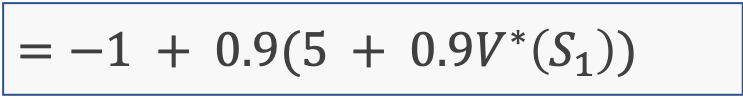 = −1 + 0.9(5 + 0.9V*(S₁))